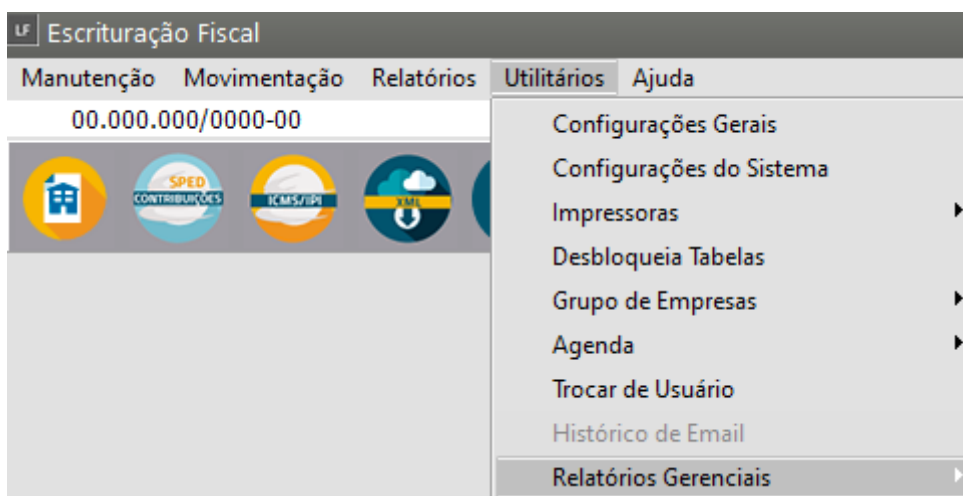 LF Escrituração Fiscal
Manutenção Movimentação Relatórios Utilitários Ajuda
00.000.000/0000-00
SPED
CONTRIBUIÇÕES
ICMS/IPI
XML
Configurações Gerais
Configurações do Sistema
Impressoras
Desbloqueia Tabelas
Grupo de Empresas
Agenda
Trocar de Usuário
Histórico de Email
Relatórios Gerenciais